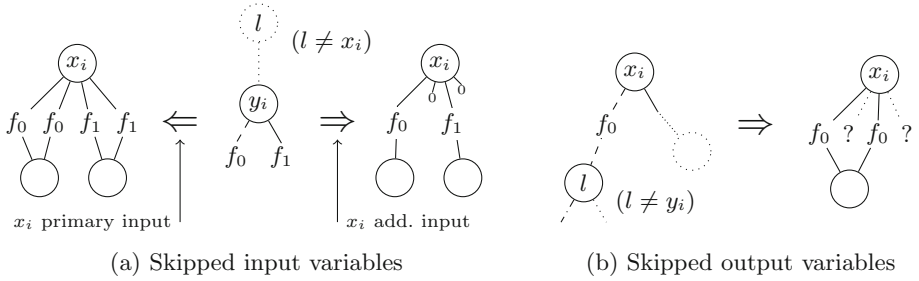 l
(l ≠ x_i)
x_i
y_i
x_i
f_0 f_0 f_1 f_1
⇐
f_0 f_1
⇒
0 0
f_0 f_1
x_i primary input
x_i add. input
(a) Skipped input variables
x_i
f_0
l
(l ≠ y_i)
⇒
x_i
f_0 ? f_0 ?
(b) Skipped output variables